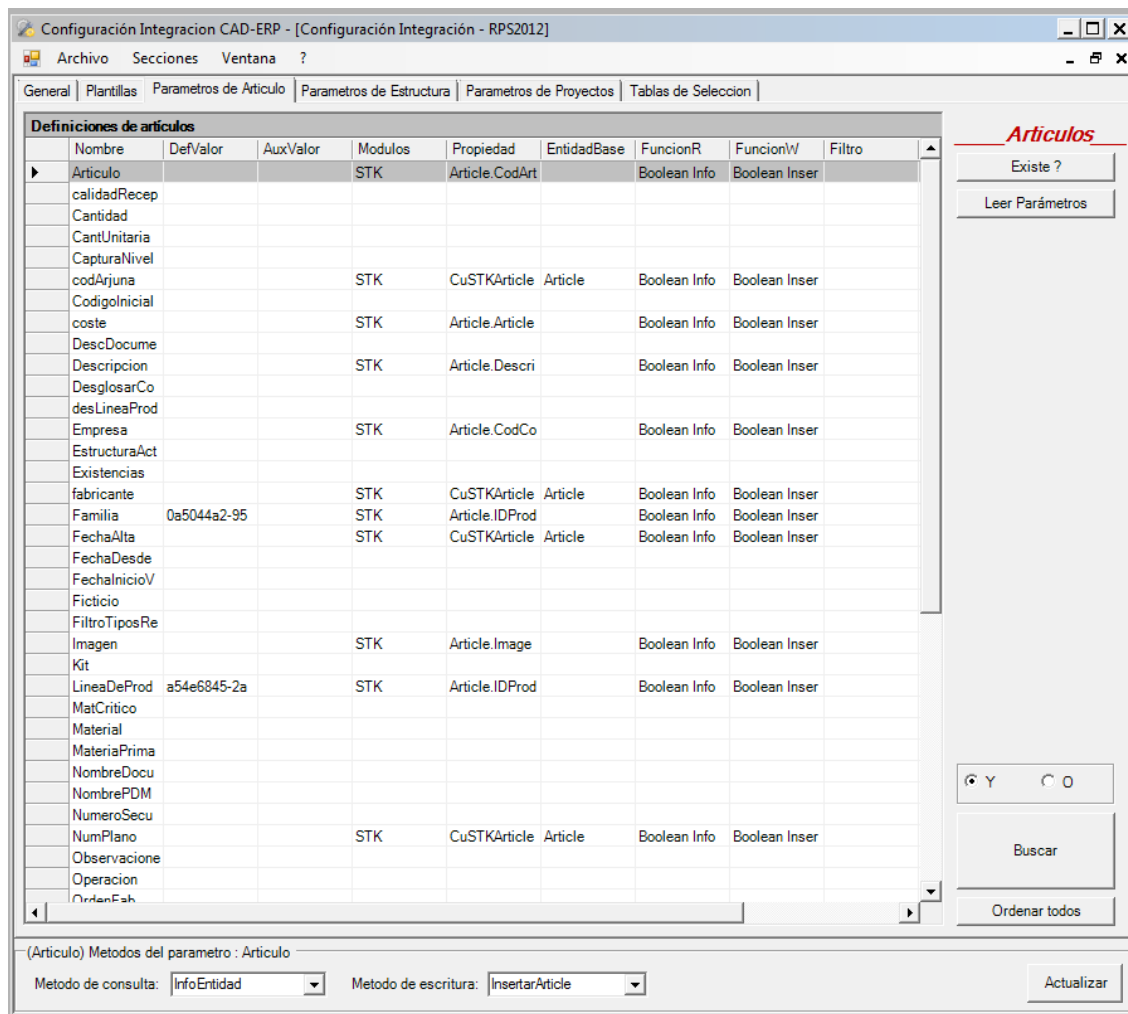 Configuración Integracion CAD-ERP - [Configuración Integración - RPS2012]
Archivo Secciones Ventana ?
General Plantillas Parametros de Articulo Parametros de Estructura Parametros de Proyectos Tablas de Seleccion
Definiciones de artículos
Articulos
Nombre DefValor AuxValor Modulos Propiedad EntidadBase FuncionR FuncionW Filtro
Existe ?
Articulo STK Article.CodArt Boolean Info Boolean Inser
calidadRecep
Leer Parámetros
Cantidad
CantUnitaria
CapturaNivel
codArjuna STK CuSTKArticle Article Boolean Info Boolean Inser
CodigoInicial
coste STK Article.Article Boolean Info Boolean Inser
DescDocume
Descripcion STK Article.Descri Boolean Info Boolean Inser
DesglosarCo
desLineaProd
Empresa STK Article.CodCo Boolean Info Boolean Inser
EstructuraAct
Existencias
fabricante STK CuSTKArticle Article Boolean Info Boolean Inser
Familia 0a5044a2-95 STK Article.IDProd Boolean Info Boolean Inser
FechaAlta STK CuSTKArticle Article Boolean Info Boolean Inser
FechaDesde
FechaInicioV
Ficticio
FiltroTiposRe
Imagen STK Article.Image Boolean Info Boolean Inser
Kit
LineaDeProd a54e6845-2a STK Article.IDProd Boolean Info Boolean Inser
MatCritico
Material
MateriaPrima
NombreDocu
Y O
NombrePDM
NumeroSecu
NumPlano STK CuSTKArticle Article Boolean Info Boolean Inser
Buscar
Observacione
Operacion
OrdenFab
Ordenar todos
(Articulo) Metodos del parametro : Articulo
Metodo de consulta: InfoEntidad Metodo de escritura: InsertarArticle Actualizar